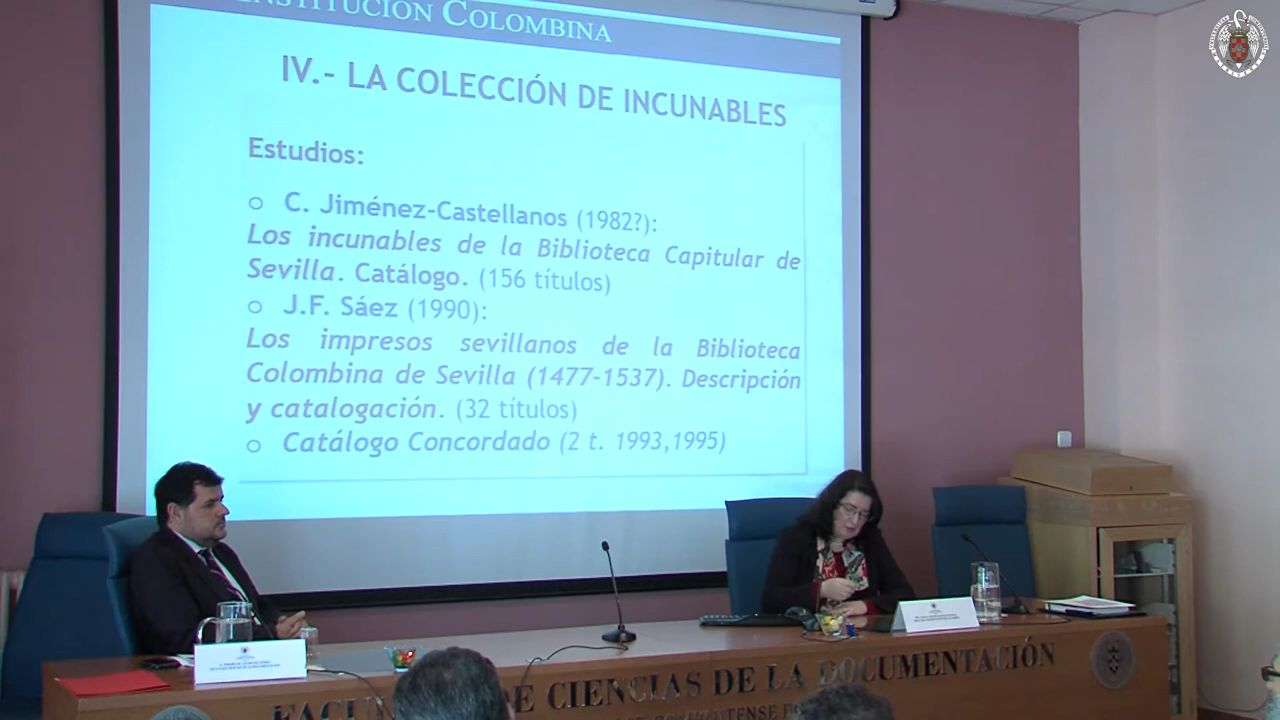 INSTITUCIÓN COLOMBINA
IV.- LA COLECCIÓN DE INCUNABLES
Estudios:
o C. Jiménez-Castellanos (1982?):
Los incunables de la Biblioteca Capitular de
Sevilla. Catálogo. (156 títulos)
o J.F. Sáez (1990):
Los impresos sevillanos de la Biblioteca
Colombina de Sevilla (1477-1537). Descripción
y catalogación. (32 títulos)
o Catálogo Concordado (2 t. 1993,1995)
DE CIENCIAS DE LA DOCUMENTACIÓN